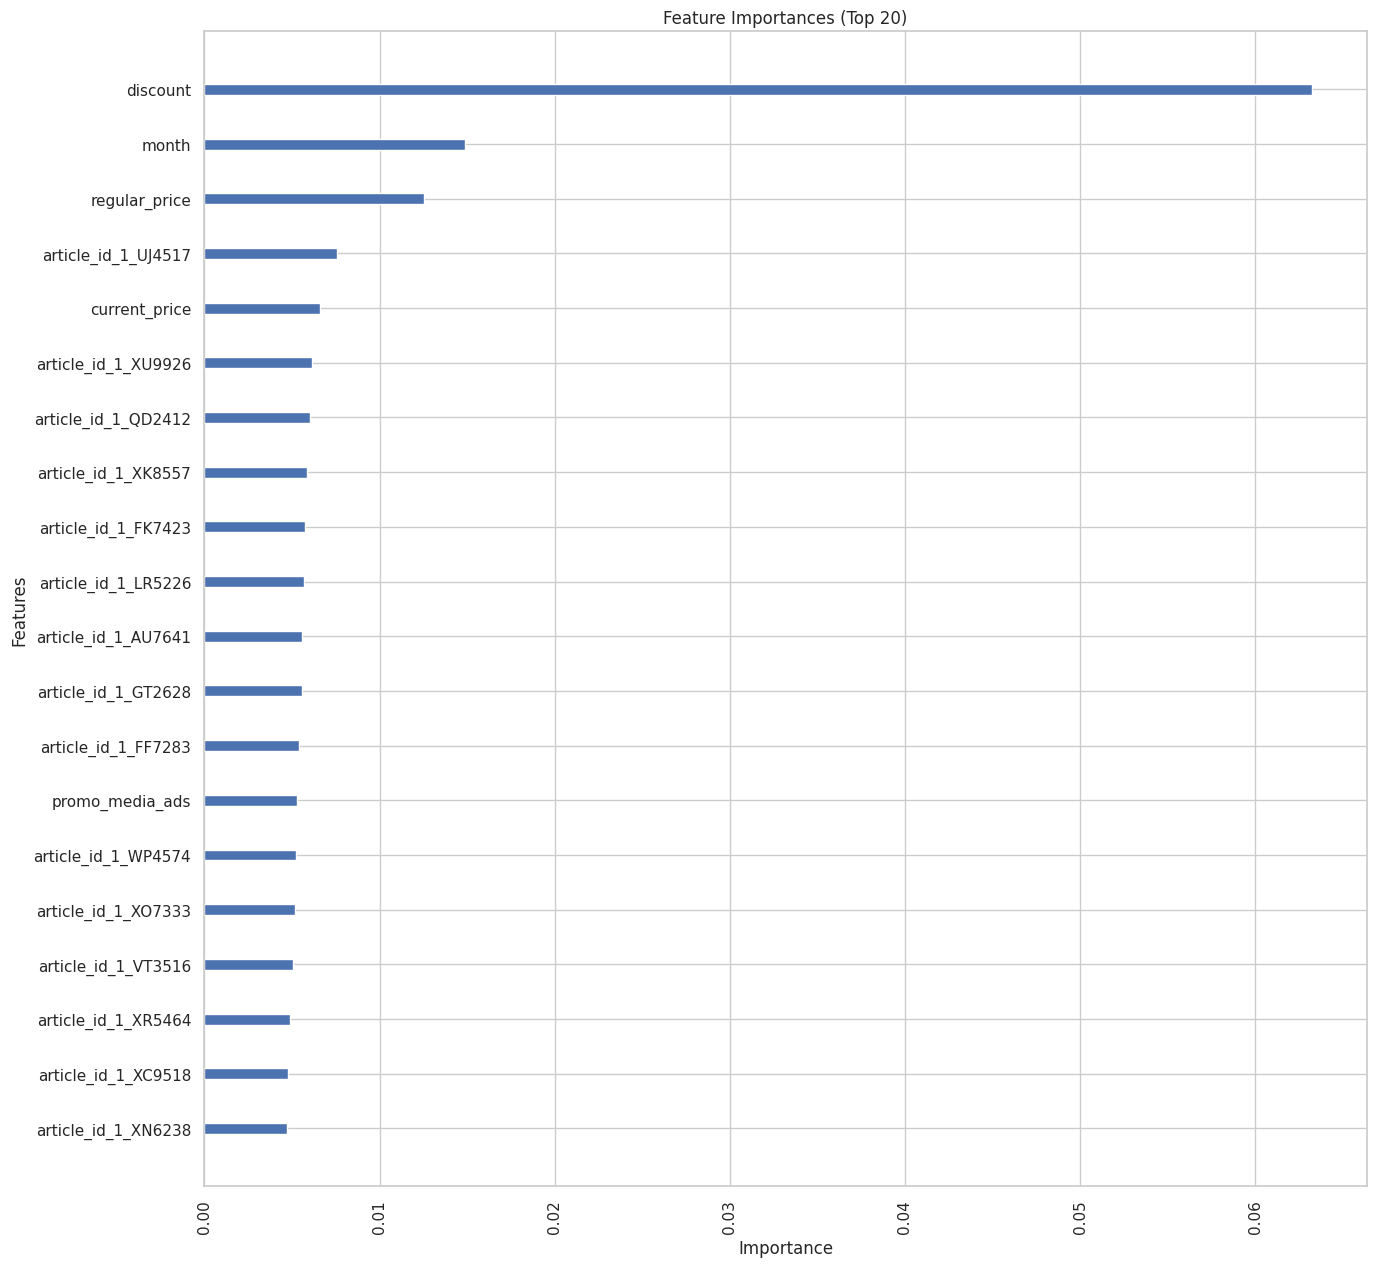 Feature Importances (Top 20)
discount
month
regular_price
article_id_1_UJ4517
current_price
article_id_1_XU9926
article_id_1_QD2412
article_id_1_XK8557
article_id_1_FK7423
article_id_1_LR5226
article_id_1_AU7641
article_id_1_GT2628
article_id_1_FF7283
promo_media_ads
article_id_1_WP4574
article_id_1_XO7333
article_id_1_VT3516
article_id_1_XR5464
article_id_1_XC9518
article_id_1_XN6238
Features
0.00
0.01
0.02
0.03
0.04
0.05
0.06
Importance